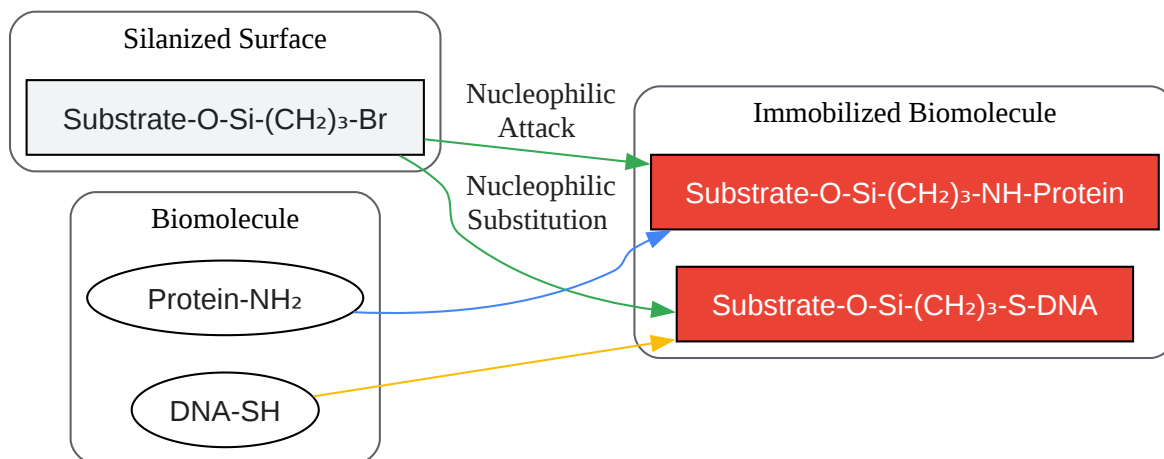 Silanized Surface
Substrate-O-Si-(CH₂)₃-Br
Nucleophilic
Attack
Nucleophilic
Substitution
Biomolecule
Protein-NH₂
DNA-SH
Immobilized Biomolecule
Substrate-O-Si-(CH₂)₃-NH-Protein
Substrate-O-Si-(CH₂)₃-S-DNA